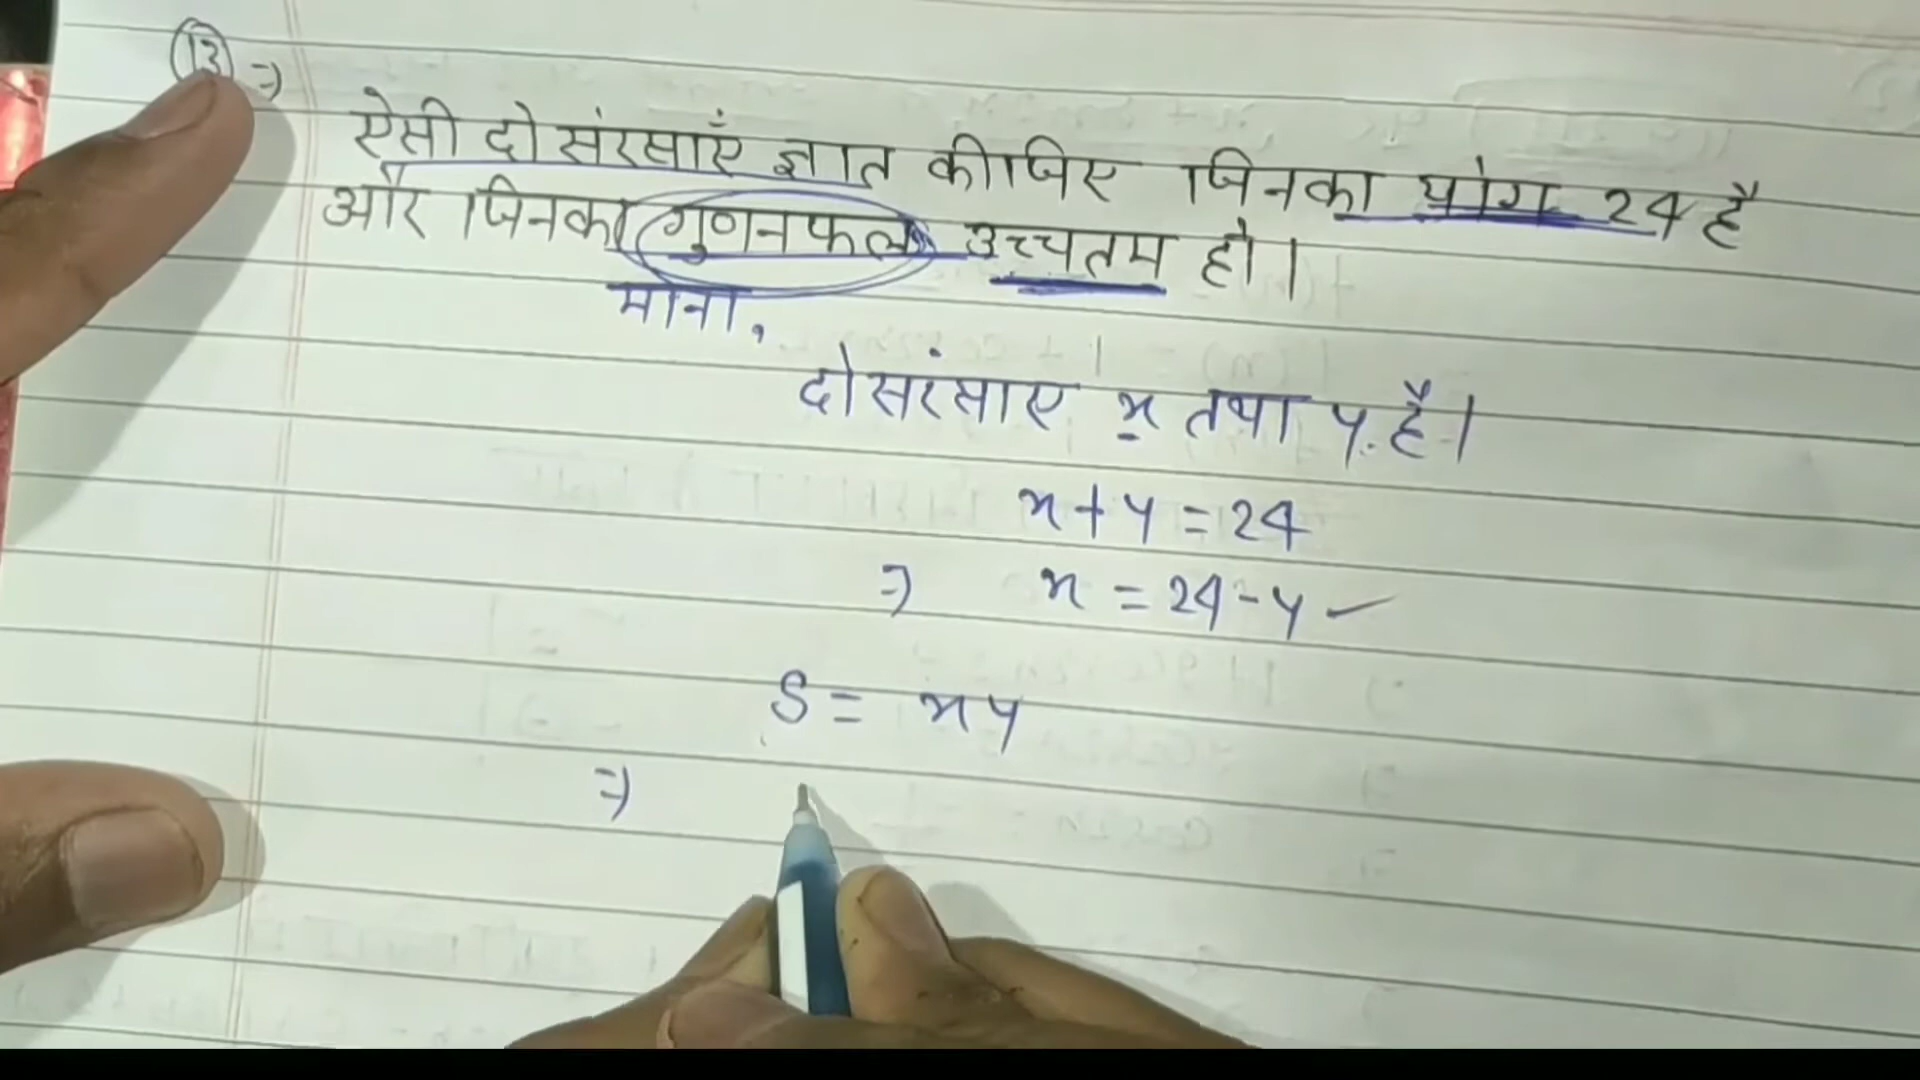 13 ⇒
ऐसी दो संख्याएँ ज्ञात कीजिए जिनका योग 24 है
और जिनका गुणनफल उच्चतम हो।
माना,
दो संख्याए x तथा y है।
x + y = 24
⇒ x = 24 - y
S = xy
⇒